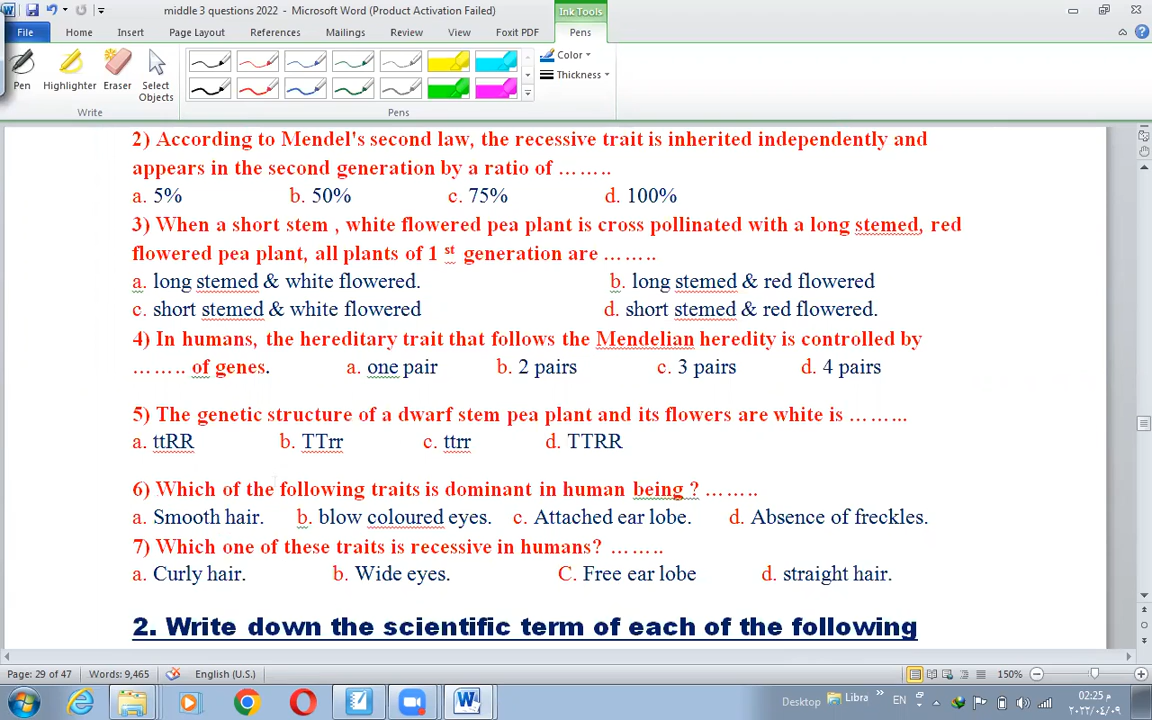 middle 3 questions 2022 - Microsoft Word (Product Activation Failed)
Ink Tools
File Home Insert Page Layout References Mailings Review View Foxit PDF Pens
Pen Highlighter Eraser Select Objects
Color
Thickness
Write Pens
2) According to Mendel's second law, the recessive trait is inherited independently and
appears in the second generation by a ratio of ........
a. 5% b. 50% c. 75% d. 100%
3) When a short stem , white flowered pea plant is cross pollinated with a long stemed, red
flowered pea plant, all plants of 1 st generation are ........
a. long stemed & white flowered. b. long stemed & red flowered
c. short stemed & white flowered d. short stemed & red flowered.
4) In humans, the hereditary trait that follows the Mendelian heredity is controlled by
........ of genes. a. one pair b. 2 pairs c. 3 pairs d. 4 pairs
5) The genetic structure of a dwarf stem pea plant and its flowers are white is .........
a. ttRR b. TTrr c. ttrr d. TTRR
6) Which of the following traits is dominant in human being ? ........
a. Smooth hair. b. blow coloured eyes. c. Attached ear lobe. d. Absence of freckles.
7) Which one of these traits is recessive in humans? ........
a. Curly hair. b. Wide eyes. C. Free ear lobe d. straight hair.
2. Write down the scientific term of each of the following
Page: 29 of 47 Words: 9,465 English (U.S.) 150%
Desktop Libra EN 02:25 م
٢٠٢٢/٠٤/٠٩